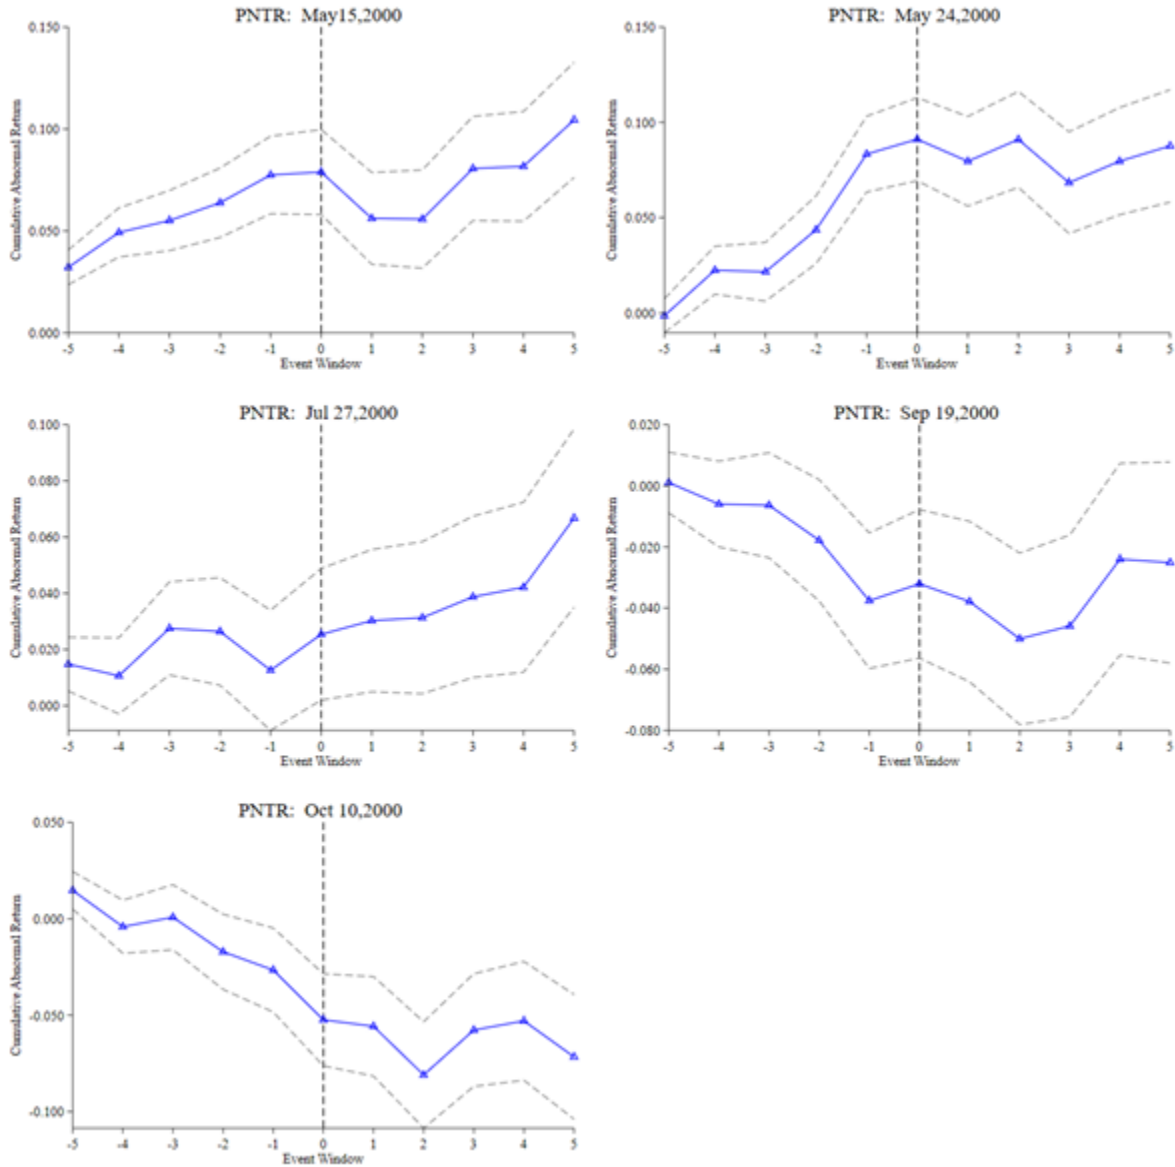 PNTR: May15,2000
Cumulative Abnormal Return
0.150
0.100
0.050
0.000
-5 -4 -3 -2 -1 0 1 2 3 4 5
Event Window
PNTR: May 24,2000
Cumulative Abnormal Return
0.150
0.100
0.050
0.000
-5 -4 -3 -2 -1 0 1 2 3 4 5
Event Window
PNTR: Jul 27,2000
Cumulative Abnormal Return
0.100
0.080
0.060
0.040
0.020
0.000
-5 -4 -3 -2 -1 0 1 2 3 4 5
Event Window
PNTR: Sep 19,2000
Cumulative Abnormal Return
0.020
0.000
-0.020
-0.040
-0.060
-0.080
-5 -4 -3 -2 -1 0 1 2 3 4 5
Event Window
PNTR: Oct 10,2000
Cumulative Abnormal Return
0.050
0.000
-0.050
-0.100
-5 -4 -3 -2 -1 0 1 2 3 4 5
Event Window